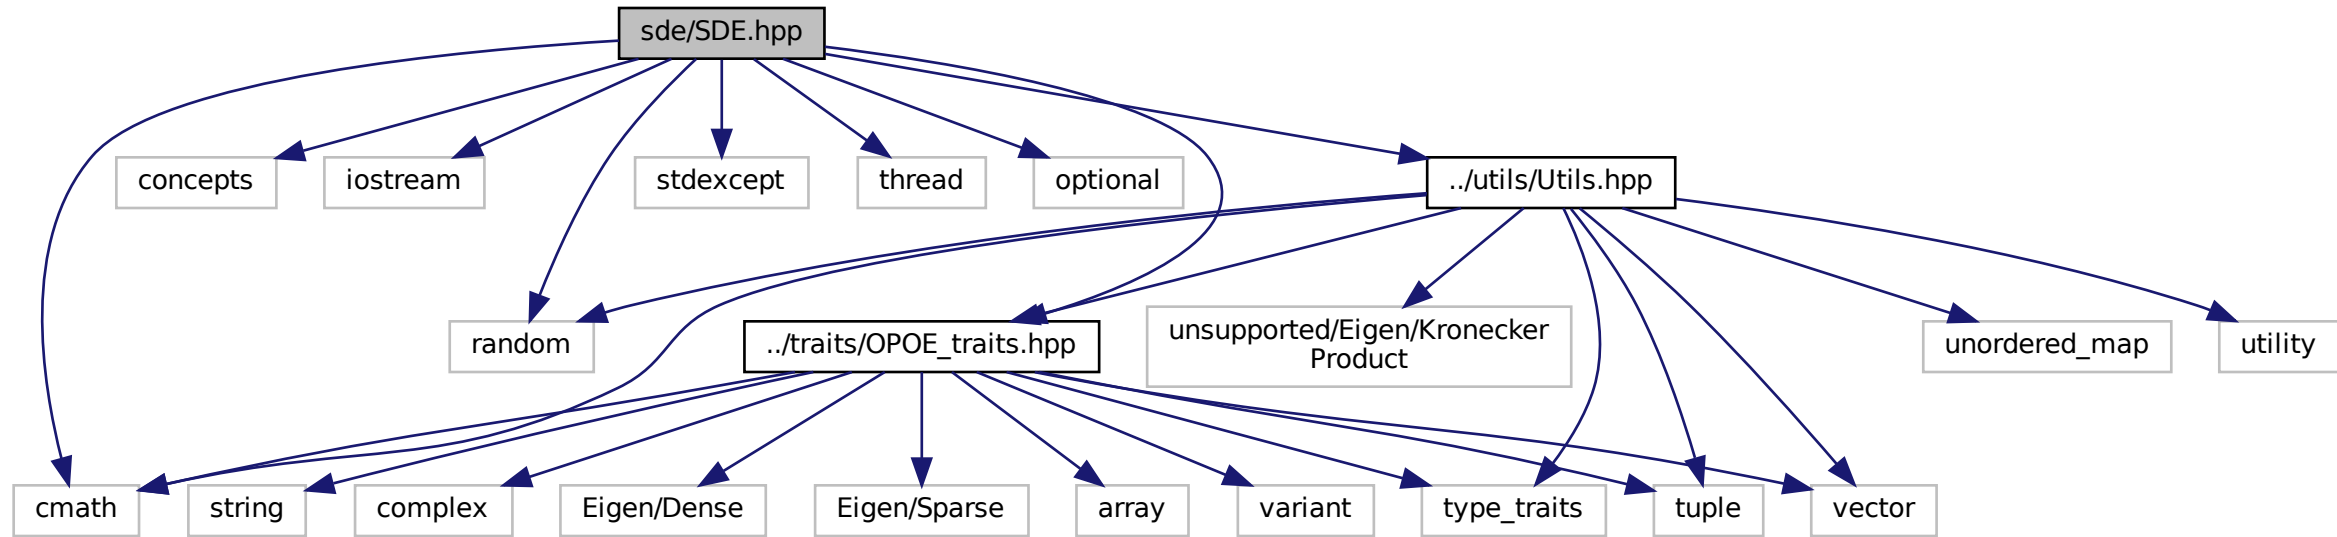 sde/SDE.hpp
concepts
iostream
stdexcept
thread
optional
../utils/Utils.hpp
random
../traits/OPOE_traits.hpp
unsupported/Eigen/Kronecker
Product
unordered_map
utility
cmath
string
complex
Eigen/Dense
Eigen/Sparse
array
variant
type_traits
tuple
vector